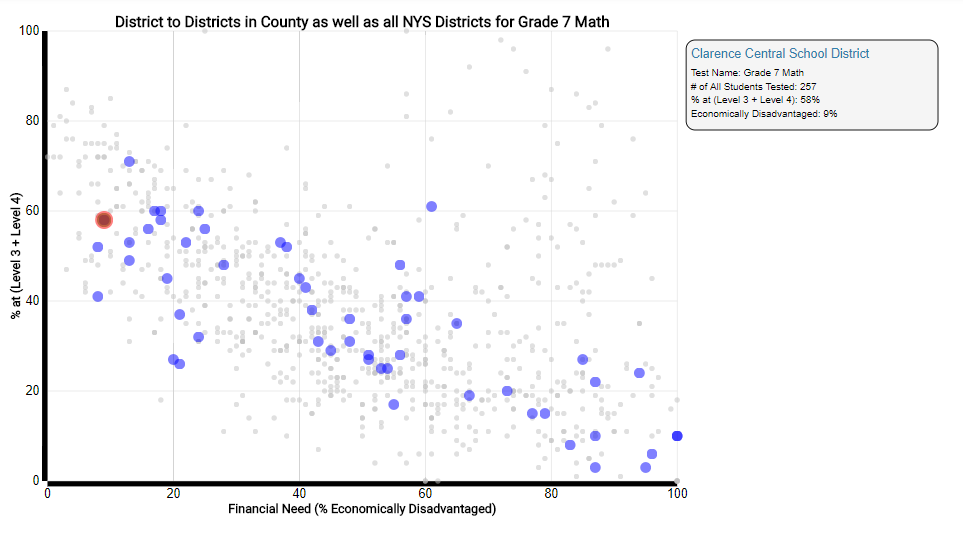 District to Districts in County as well as all NYS Districts for Grade 7 Math
Clarence Central School District
Test Name: Grade 7 Math
# of All Students Tested: 257
% at (Level 3 + Level 4): 58%
Economically Disadvantaged: 9%
% at (Level 3 + Level 4)
100
80
60
40
20
0
0 20 40 60 80 100
Financial Need (% Economically Disadvantaged)